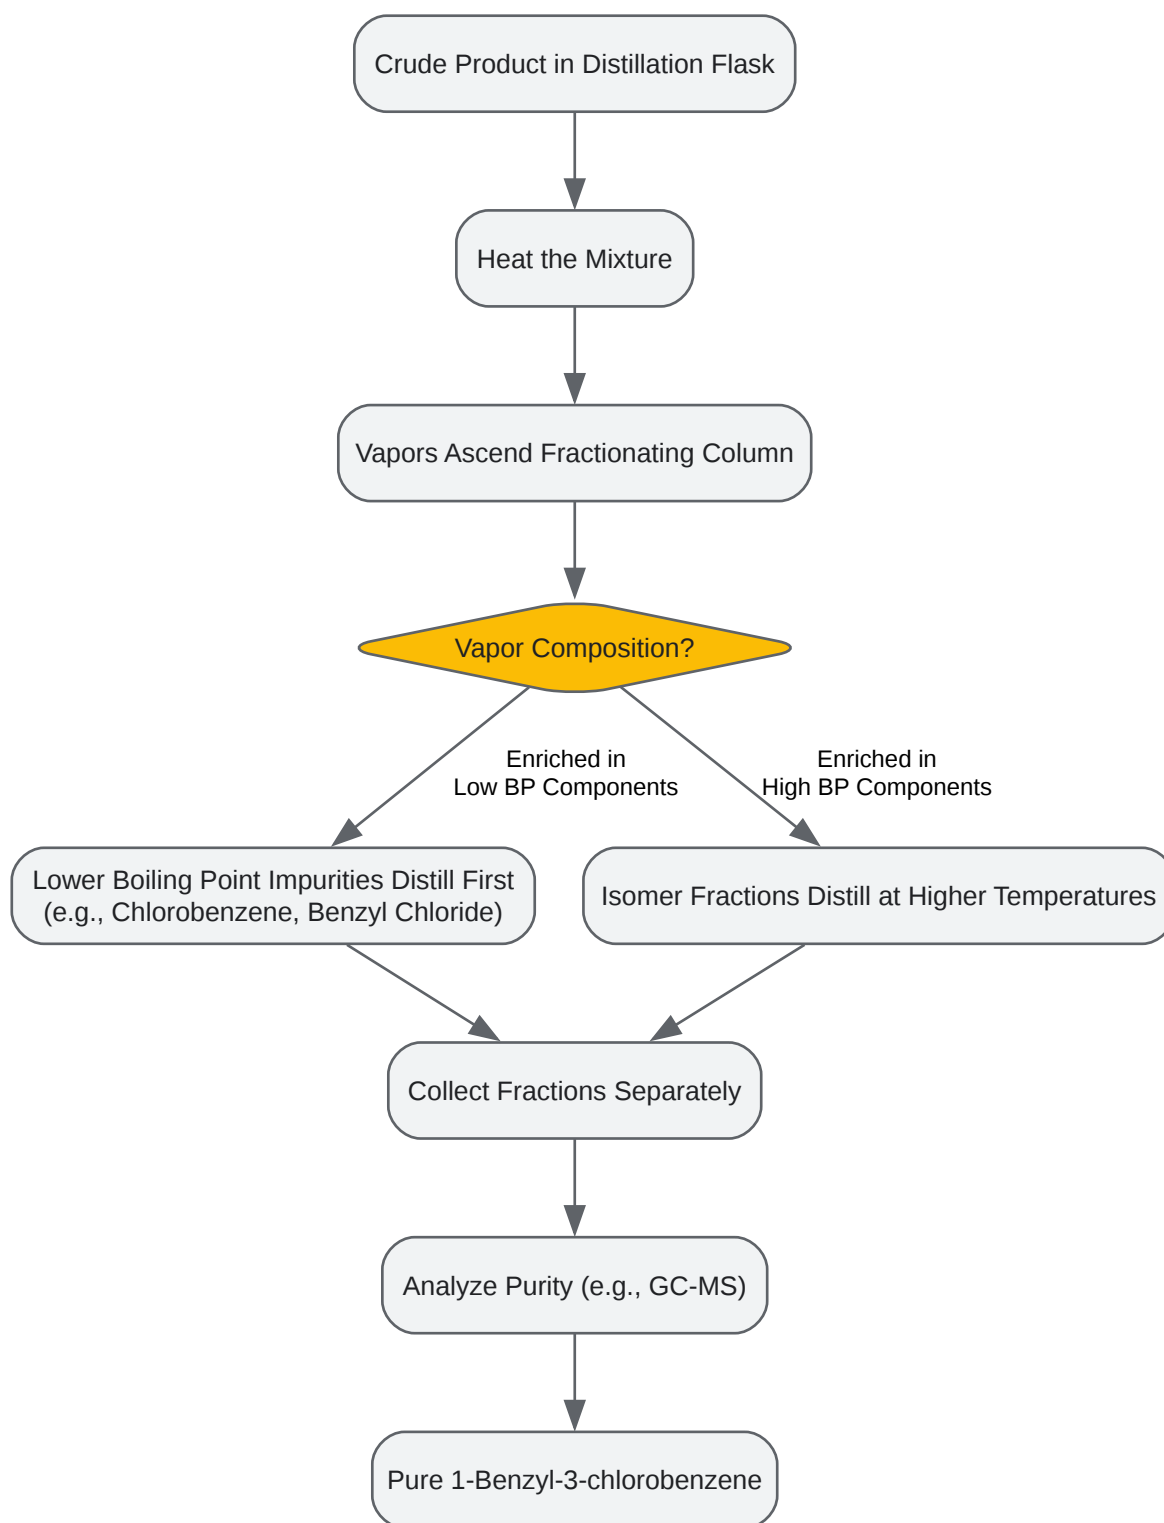 Crude Product in Distillation Flask
Heat the Mixture
Vapors Ascend Fractionating Column
Vapor Composition?
Enriched in
Low BP Components
Enriched in
High BP Components
Lower Boiling Point Impurities Distill First
(e.g., Chlorobenzene, Benzyl Chloride)
Isomer Fractions Distill at Higher Temperatures
Collect Fractions Separately
Analyze Purity (e.g., GC-MS)
Pure 1-Benzyl-3-chlorobenzene